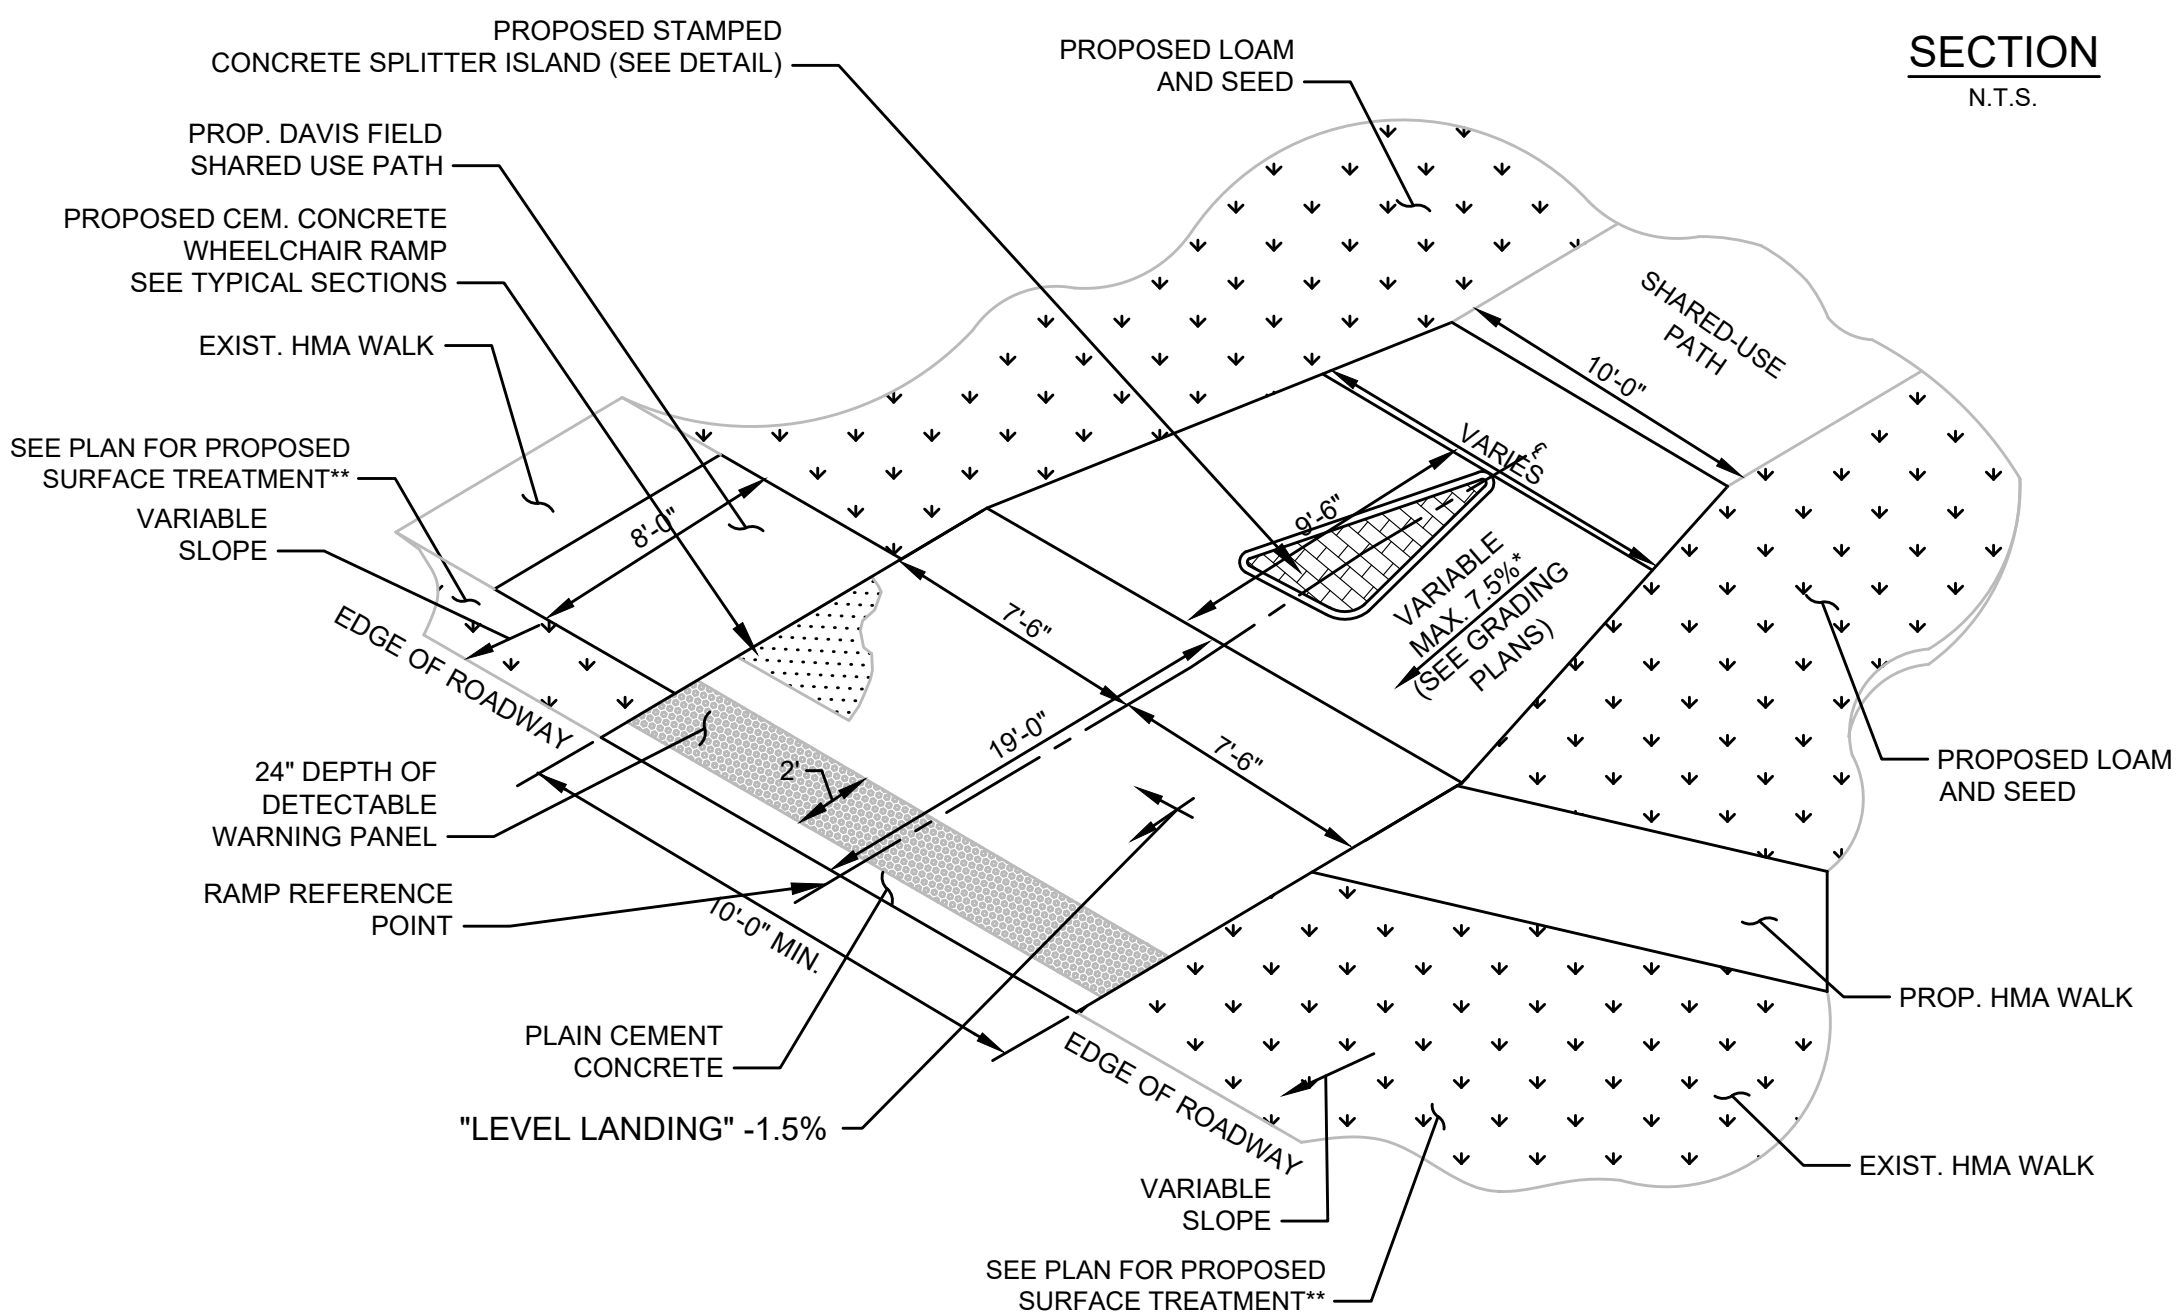 PROPOSED STAMPED
CONCRETE SPLITTER ISLAND (SEE DETAIL)
PROPOSED LOAM
AND SEED
SECTION
N.T.S.
PROP. DAVIS FIELD
SHARED USE PATH
PROPOSED CEM. CONCRETE
WHEELCHAIR RAMP
SEE TYPICAL SECTIONS
EXIST. HMA WALK
SEE PLAN FOR PROPOSED
SURFACE TREATMENT**
VARIABLE
SLOPE
SHARED-USE
PATH
10'-0"
VARIES
9'-6"
8'-0"
VARIABLE
MAX. 7.5%*
(SEE GRADING
PLANS)
7'-6"
EDGE OF ROADWAY
19'-0"
7'-6"
2'
24" DEPTH OF
DETECTABLE
WARNING PANEL
PROPOSED LOAM
AND SEED
RAMP REFERENCE
POINT
10'-0" MIN.
PROP. HMA WALK
PLAIN CEMENT
CONCRETE
EDGE OF ROADWAY
"LEVEL LANDING" -1.5%
EXIST. HMA WALK
VARIABLE
SLOPE
SEE PLAN FOR PROPOSED
SURFACE TREATMENT**